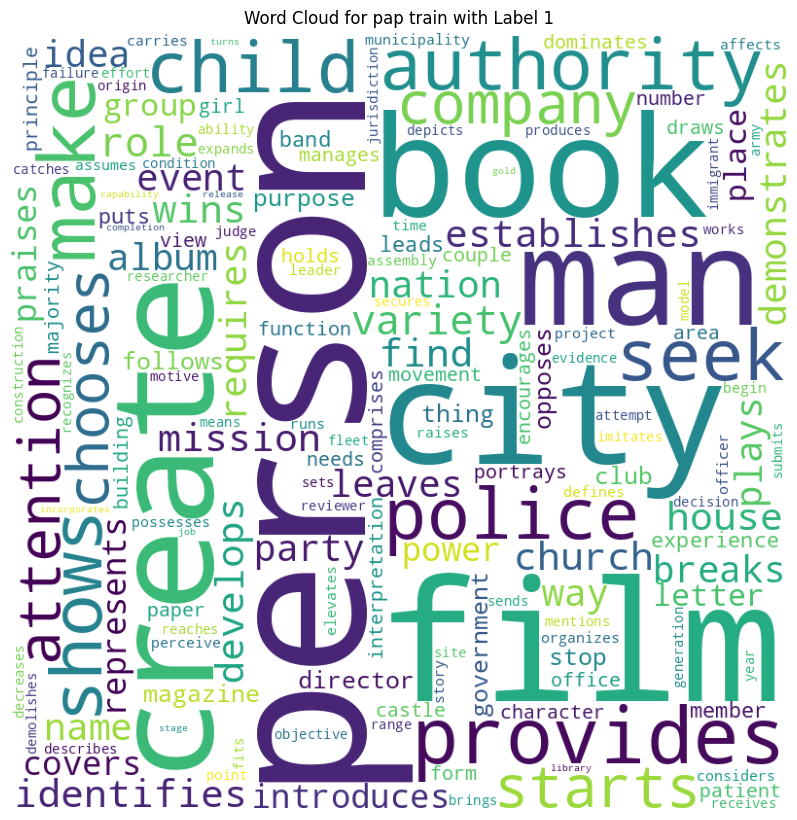 Word Cloud for pap train with Label 1
carries
turns
municipality
dominates
affects
idea
child
authority
principle
failure
effort
origin
group
girl
jurisdiction
company
number
make
role
ability
expands
band
depicts
produces
draws
place
army
catches
assumes
condition
manages
book
gold
immigrant
demonstrates
event
capability
release
purpose
praises
puts
wins
completion
judge
view
holds
leader
time
leads
couple
establishes
works
album
researcher
assembly
majority
requires
person
nation
secures
man
model
function
variety
project
area
seek
construction
recognizes
shows
chooses
follows
motive
create
find
movement
encourages
opposes
evidence
city
begin
attention
building
means
runs
fleet
comprises
thing
raises
attempt
imitates
plays
mission
needs
leaves
portrays
club
officer
submits
sets
reviewer
defines
decision
incorporates
possesses
job
represents
develops
party
interpretation
police
power
church
house
experience
breaks
paper
reaches
perceive
elevates
government
sends
way
mentions
organizes
letter
generation
decreases
demolishes
magazine
director
film
stop
office
site
story
year
stage
name
describes
objective
range
castle
character
member
covers
fits
point
form
provides
library
considers
identifies
introduces
brings
starts
patient
receives